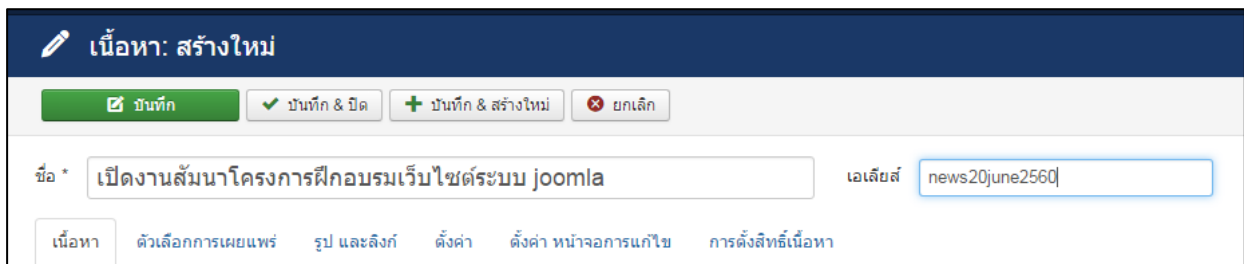 เนื้อหา: สร้างใหม่
บันทึก บันทึก & ปิด บันทึก & สร้างใหม่ ยกเลิก
ชื่อ * เปิดงานสัมนาโครงการฝึกอบรมเว็บไซต์ระบบ joomla เอเลียส์ news20june2560
เนื้อหา ตัวเลือกการเผยแพร่ รูป และลิงก์ ตั้งค่า ตั้งค่า หน้าจอการแก้ไข การตั้งสิทธิ์เนื้อหา